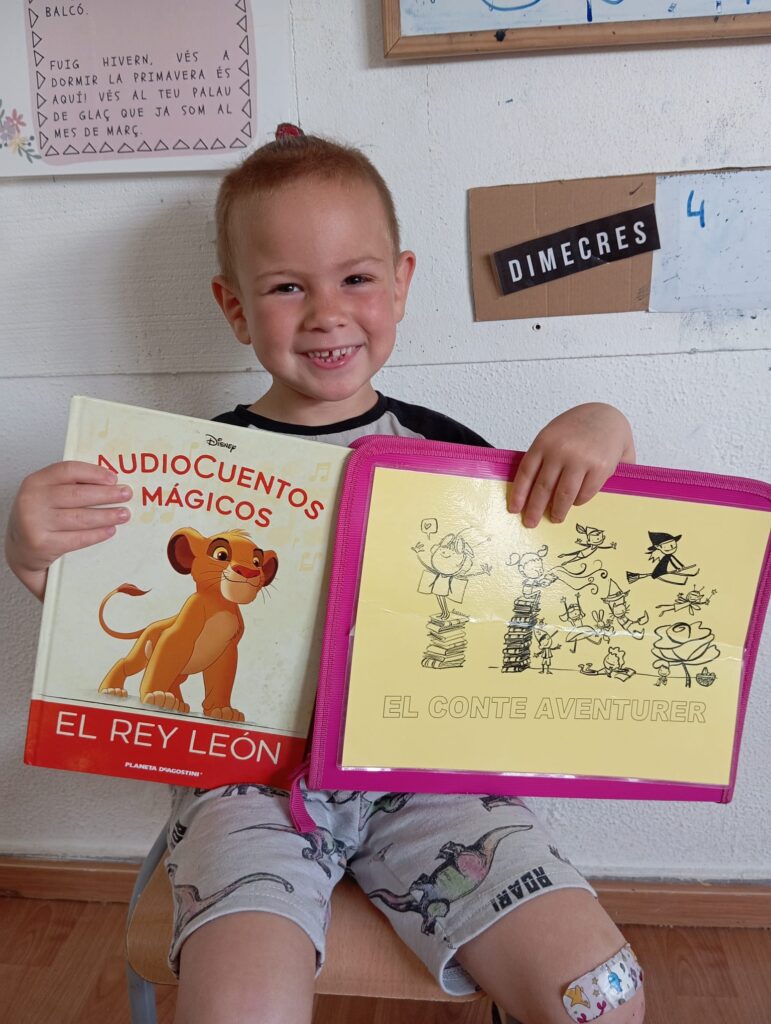 BALCÓ.
FUIG HIVERN, VÉS A
DORMIR LA PRIMAVERA ÉS
AQUÍ! VÉS AL TEU PALAU
DE GLAÇ QUE JA SOM AL
MES DE MARÇ.
DIMECRES
4
Disney
AUDIOCUENTOS
MÁGICOS
EL REY LEÓN
PLANETA DEAGOSTINI
EL CONTE AVENTURER
ROAR!